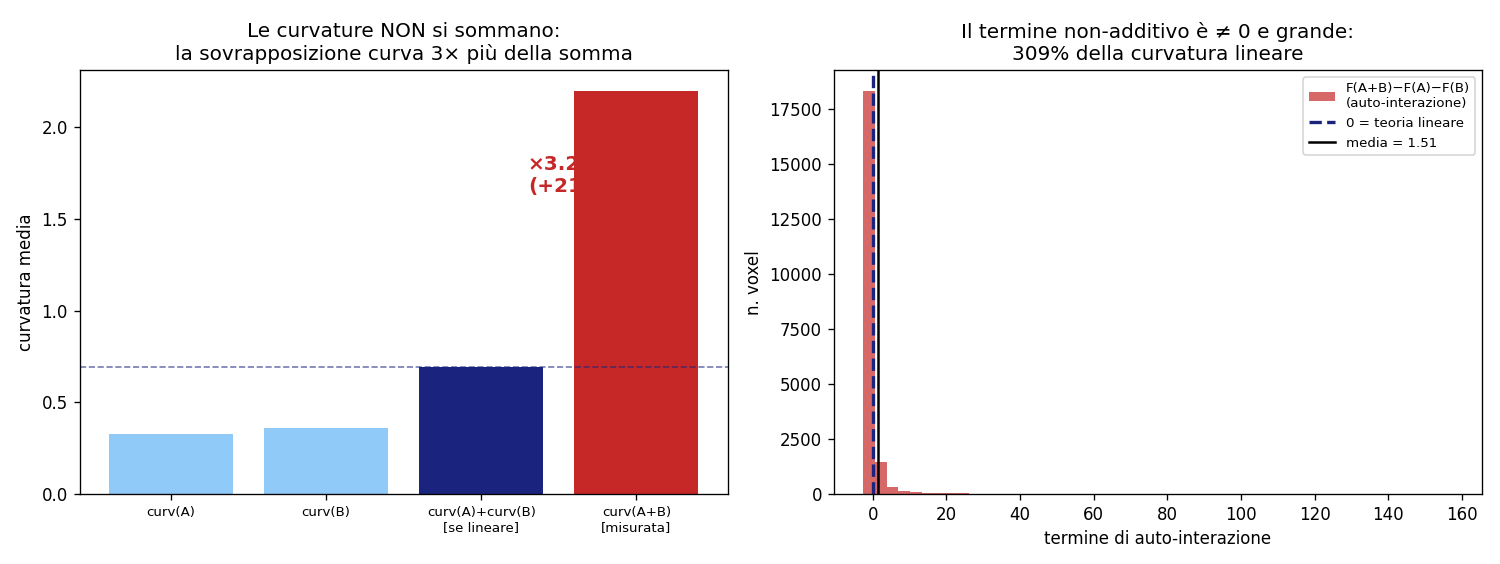 Le curvature NON si sommano:
la sovrapposizione curva 3× più della somma
curvatura media
2.0
1.5
1.0
0.5
0.0
×3.2
(+21
curv(A)
curv(B)
curv(A)+curv(B)
[se lineare]
curv(A+B)
[misurata]
Il termine non-additivo è ≠ 0 e grande:
309% della curvatura lineare
n. voxel
17500
15000
12500
10000
7500
5000
2500
0
F(A+B)−F(A)−F(B)
(auto-interazione)
0 = teoria lineare
media = 1.51
0 20 40 60 80 100 120 140 160
termine di auto-interazione